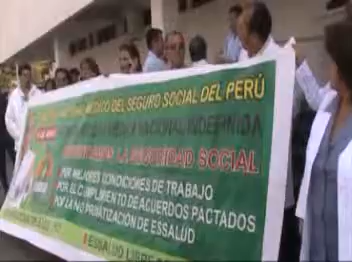 MEDICO DEL SEGURO SOCIAL DEL PERÚ
NACIONAL INDEFINIDA
LA SEGURIDAD SOCIAL
POR MEJORES CONDICIONES DE TRABAJO
POR EL CUMPLIMIENTO DE ACUERDOS PACTADOS
POR LA NO PRIVATIZACIÓN DE ESSALUD
ESSALUD LIBRE